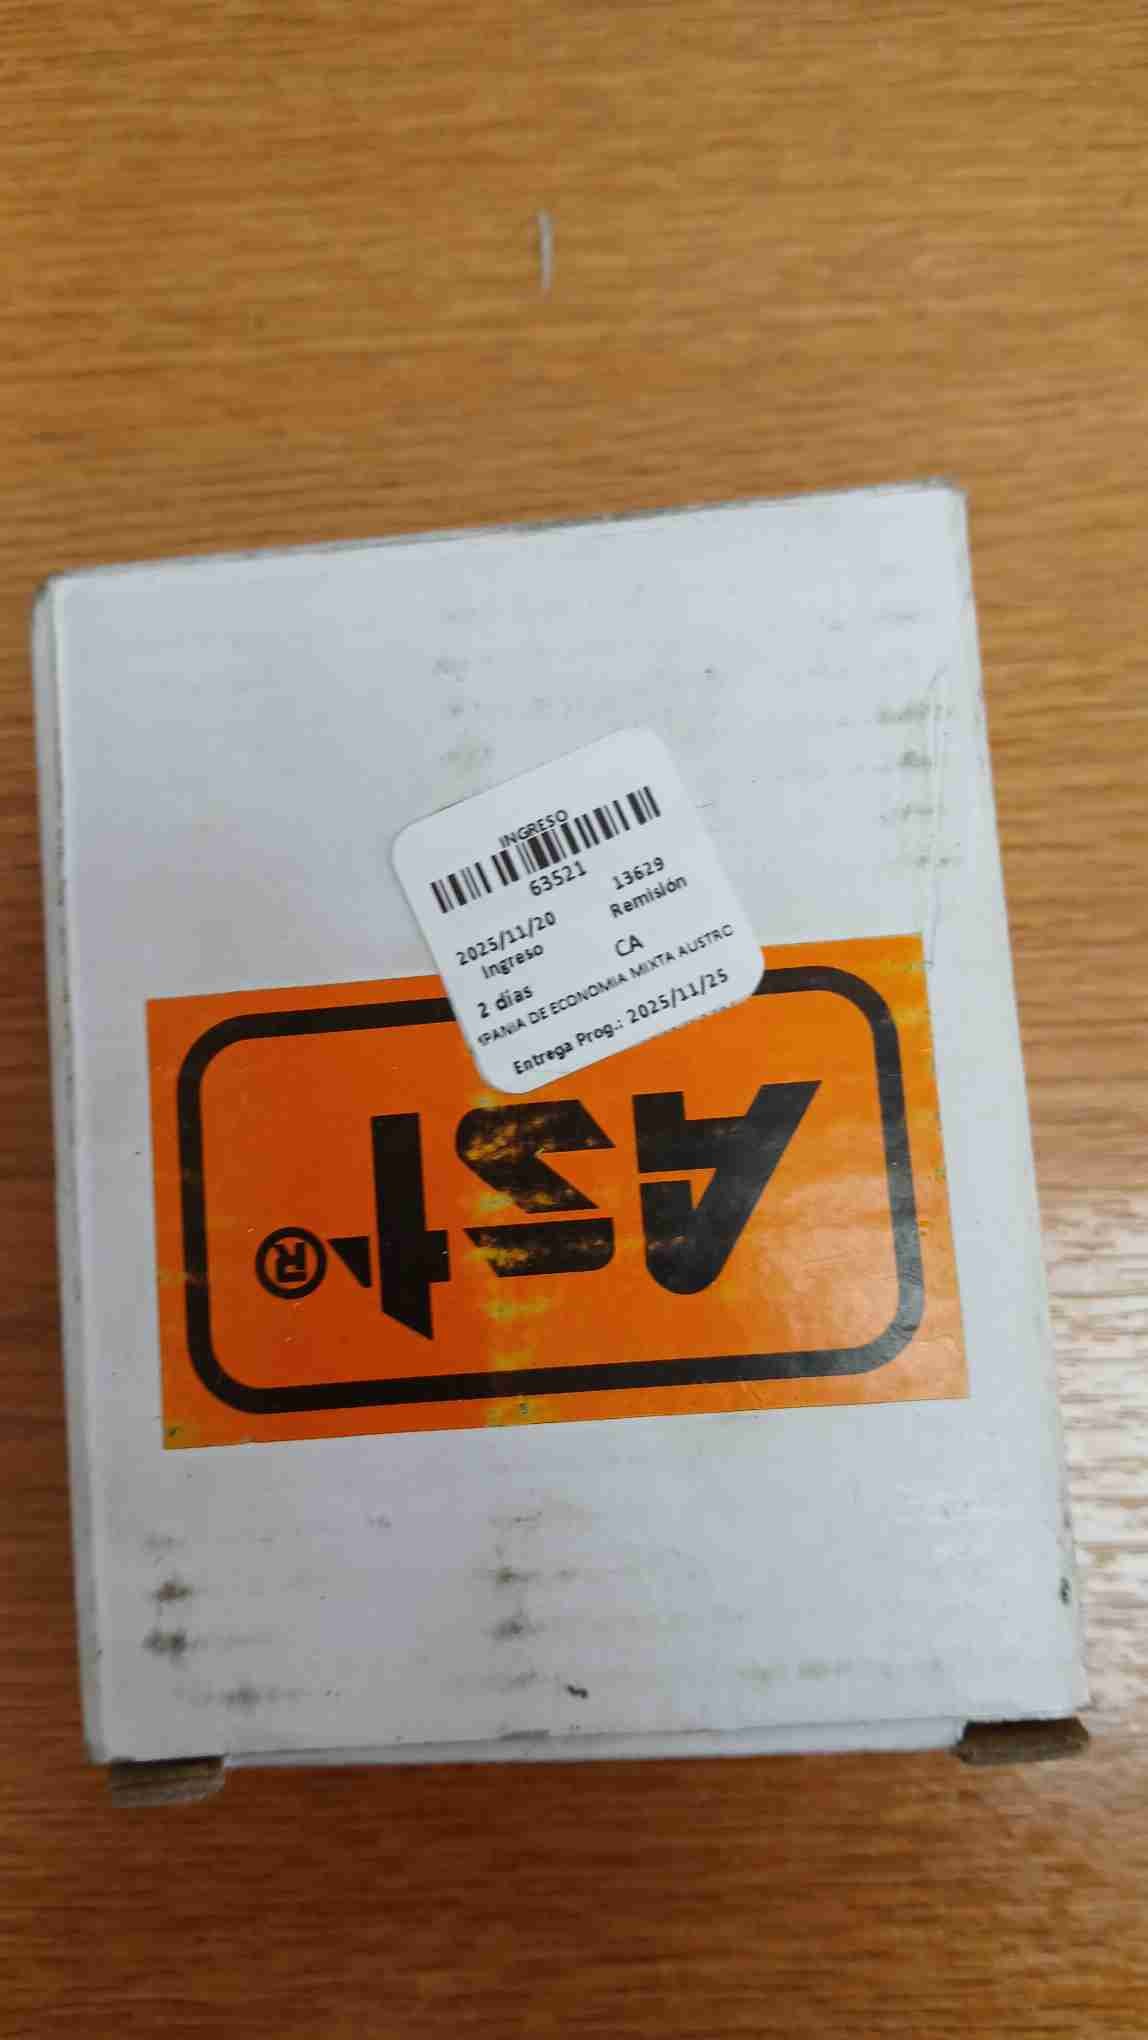 INGRESO
63521
2025/11/20 13629
Ingreso Remisión
2 días CA
MPANIA DE ECONOMIA MIXTA AUSTRO
Entrega Prog.: 2025/11/25
ASt®